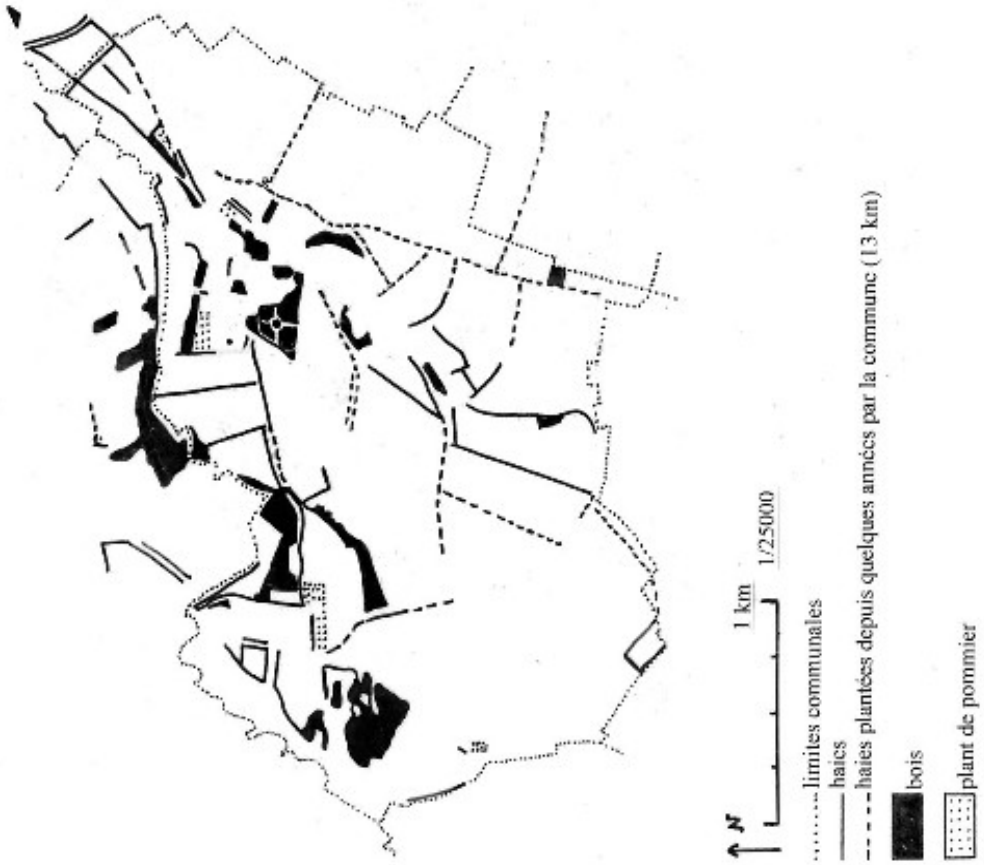 N
1 km
1/25000
limites communales
haies
haies plantées depuis quelques années par la commune (13 km)
bois
plant de pommier